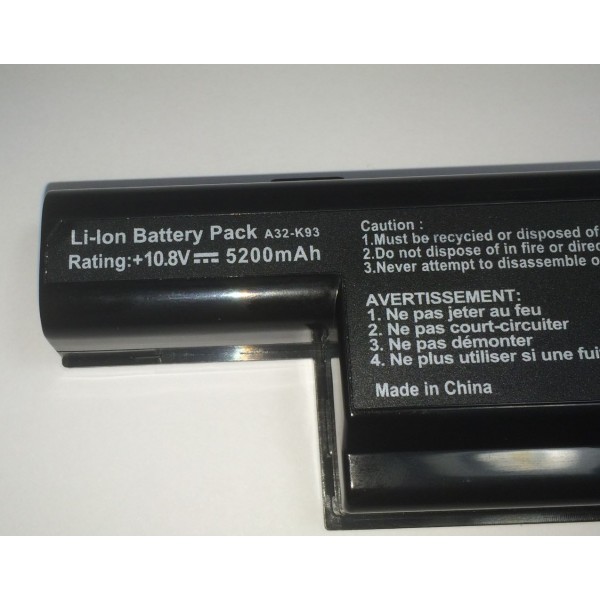 Li-Ion Battery Pack A32-K93
Rating:+10.8V 5200mAh
Caution :
1.Must be recycled or disposed of
2.Do not dispose of in fire or direc
3.Never attempt to disassemble o
AVERTISSEMENT:
1. Ne pas jeter au feu
2. Ne pas court-circuiter
3. Ne pas démonter
4. Ne plus utiliser si une fui
Made in China